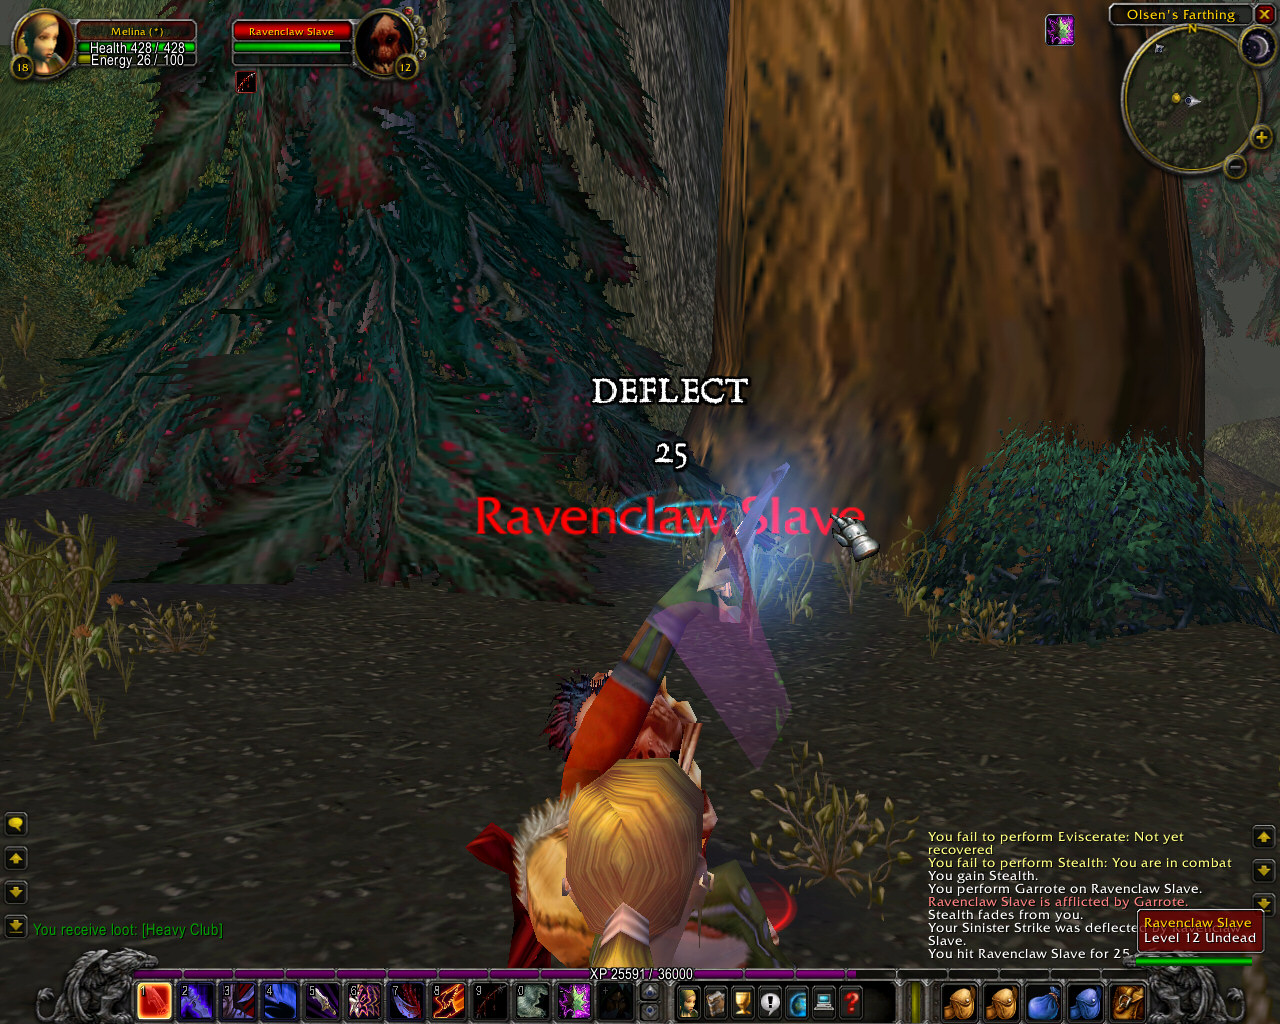 Melina (*)
Health 428 / 428
Energy 26 / 100
18
Ravenclaw Slave
12
Olsen's Farthing
N
DEFLECT
25
Ravenclaw Slave
You receive loot: [Heavy Club]
You fail to perform Eviscerate: Not yet
recovered
You fail to perform Stealth: You are in combat
You gain Stealth.
You perform Garrote on Ravenclaw Slave.
Ravenclaw Slave is afflicted by Garrote.
Stealth fades from you.
Your Sinister Strike was deflected by Ravenclaw
Slave.
You hit Ravenclaw Slave for 25
Ravenclaw Slave
Level 12 Undead
XP 25591 / 36000
1 2 3 4 5 6 7 8 9 0 - +